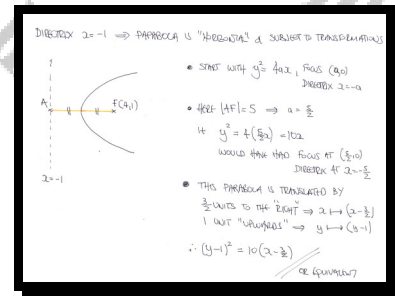 DIRECTRIX x=-1 ⟹ PARABOLA IS "HORIZONTAL" & SUBJECT TO TRANSFORMATIONS
A
F(4,1)
x=-1
• START WITH y² = 4ax, FOCUS (a,0)
DIRECTRIX x=-a
• HERE |AF|=5 ⟹ a = 5/2
IE y² = 4(5/2 x) = 10x
WOULD HAVE HAD FOCUS AT (5/2,0)
DIRECTRIX AT x=-5/2
• THIS PARABOLA IS TRANSLATED BY
3/2 UNITS TO THE "RIGHT" ⟹ x ↦ (x-3/2)
1 UNIT "UPWARDS" ⟹ y ↦ (y-1)
∴ (y-1)² = 10(x-3/2)
OR EQUIVALENT